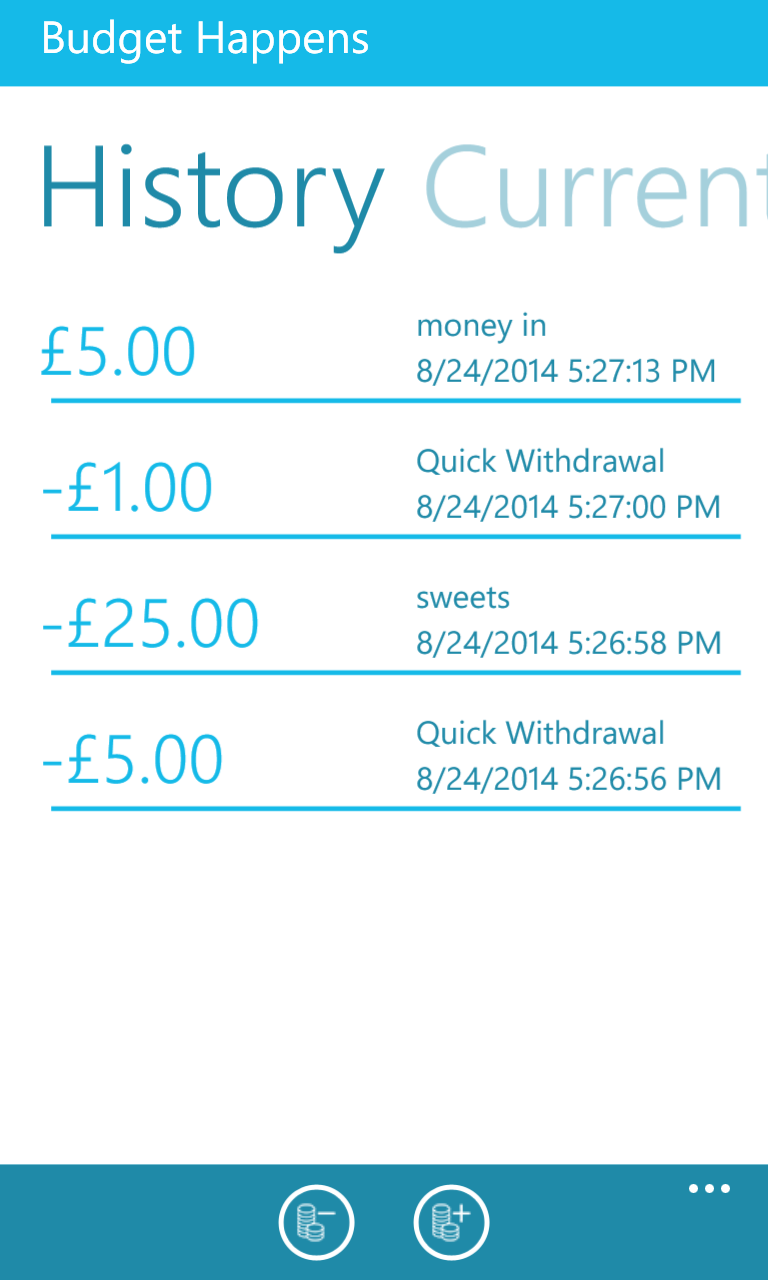 Budget Happens
History Current
£5.00
money in
8/24/2014 5:27:13 PM
-£1.00
Quick Withdrawal
8/24/2014 5:27:00 PM
-£25.00
sweets
8/24/2014 5:26:58 PM
-£5.00
Quick Withdrawal
8/24/2014 5:26:56 PM